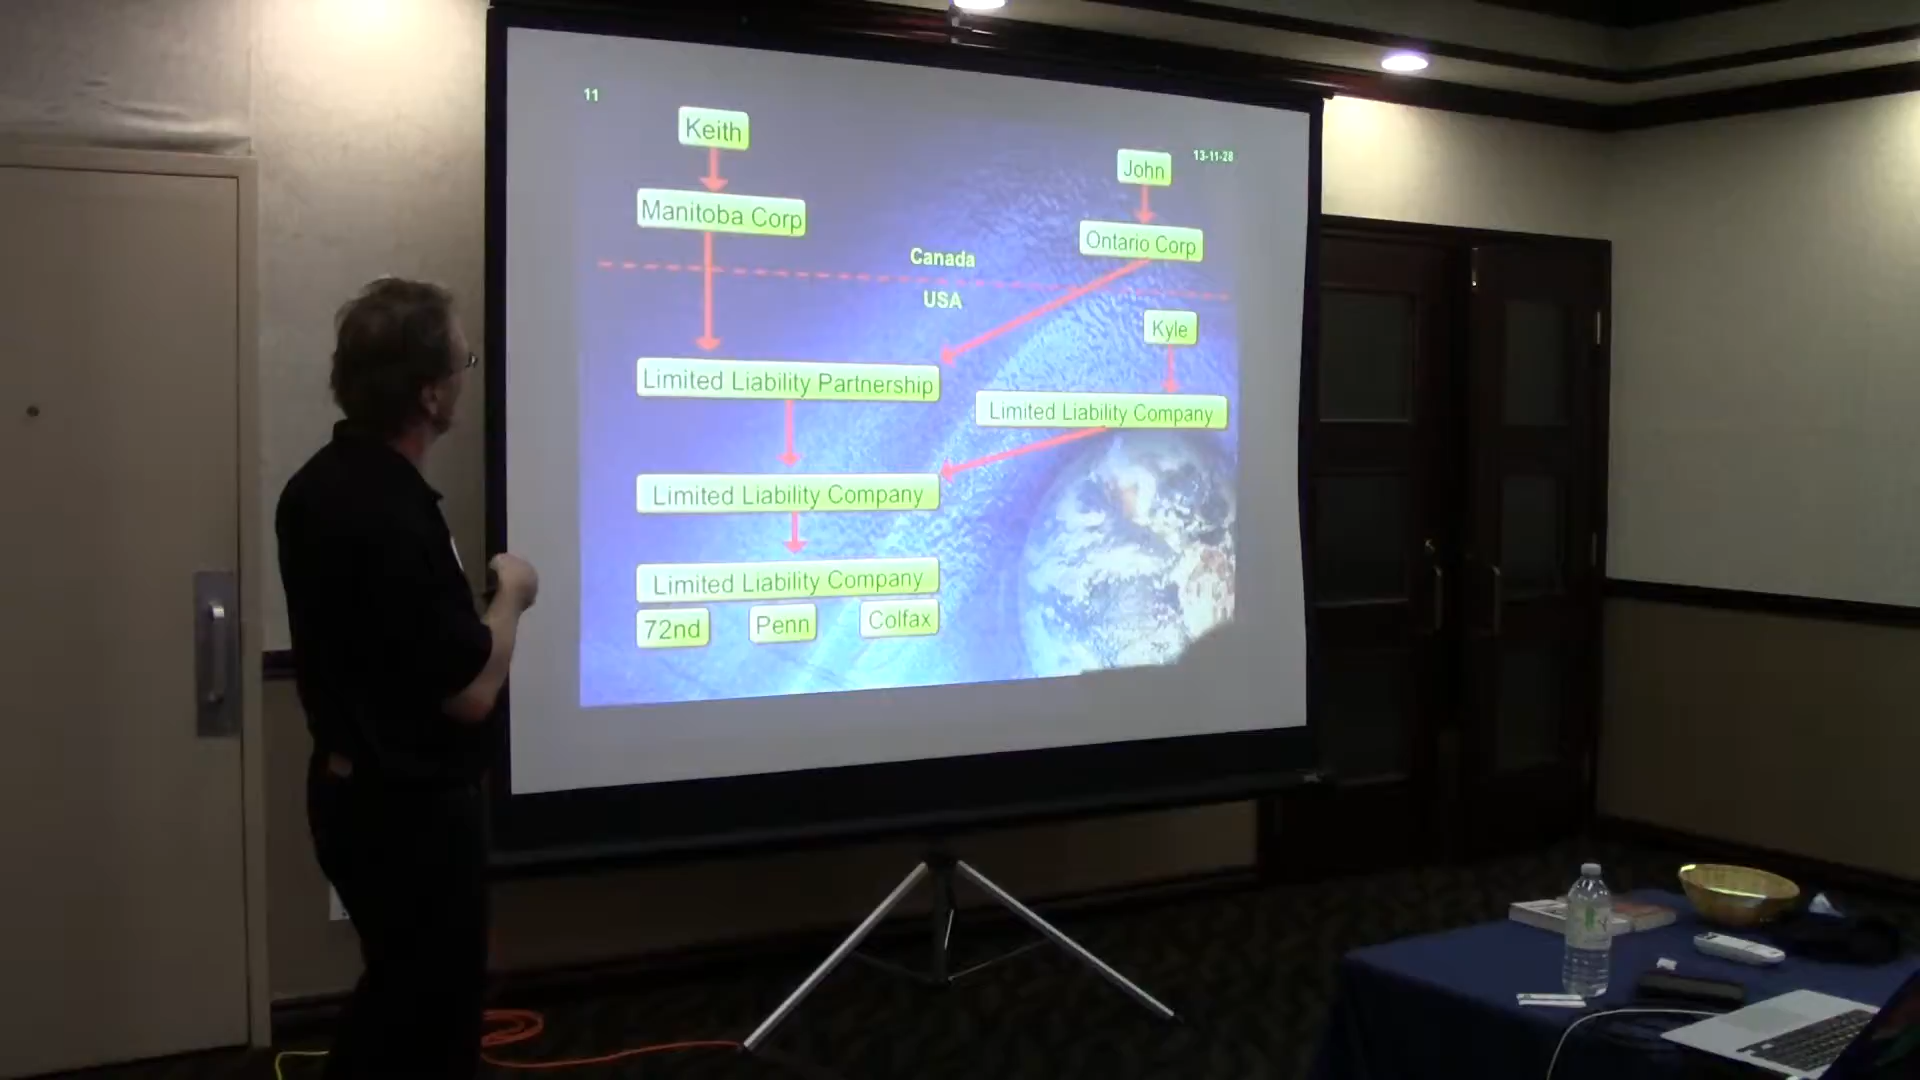 11
13-11-28
Keith
John
Manitoba Corp
Ontario Corp
Canada
USA
Kyle
Limited Liability Partnership
Limited Liability Company
Limited Liability Company
Limited Liability Company
72nd
Penn
Colfax